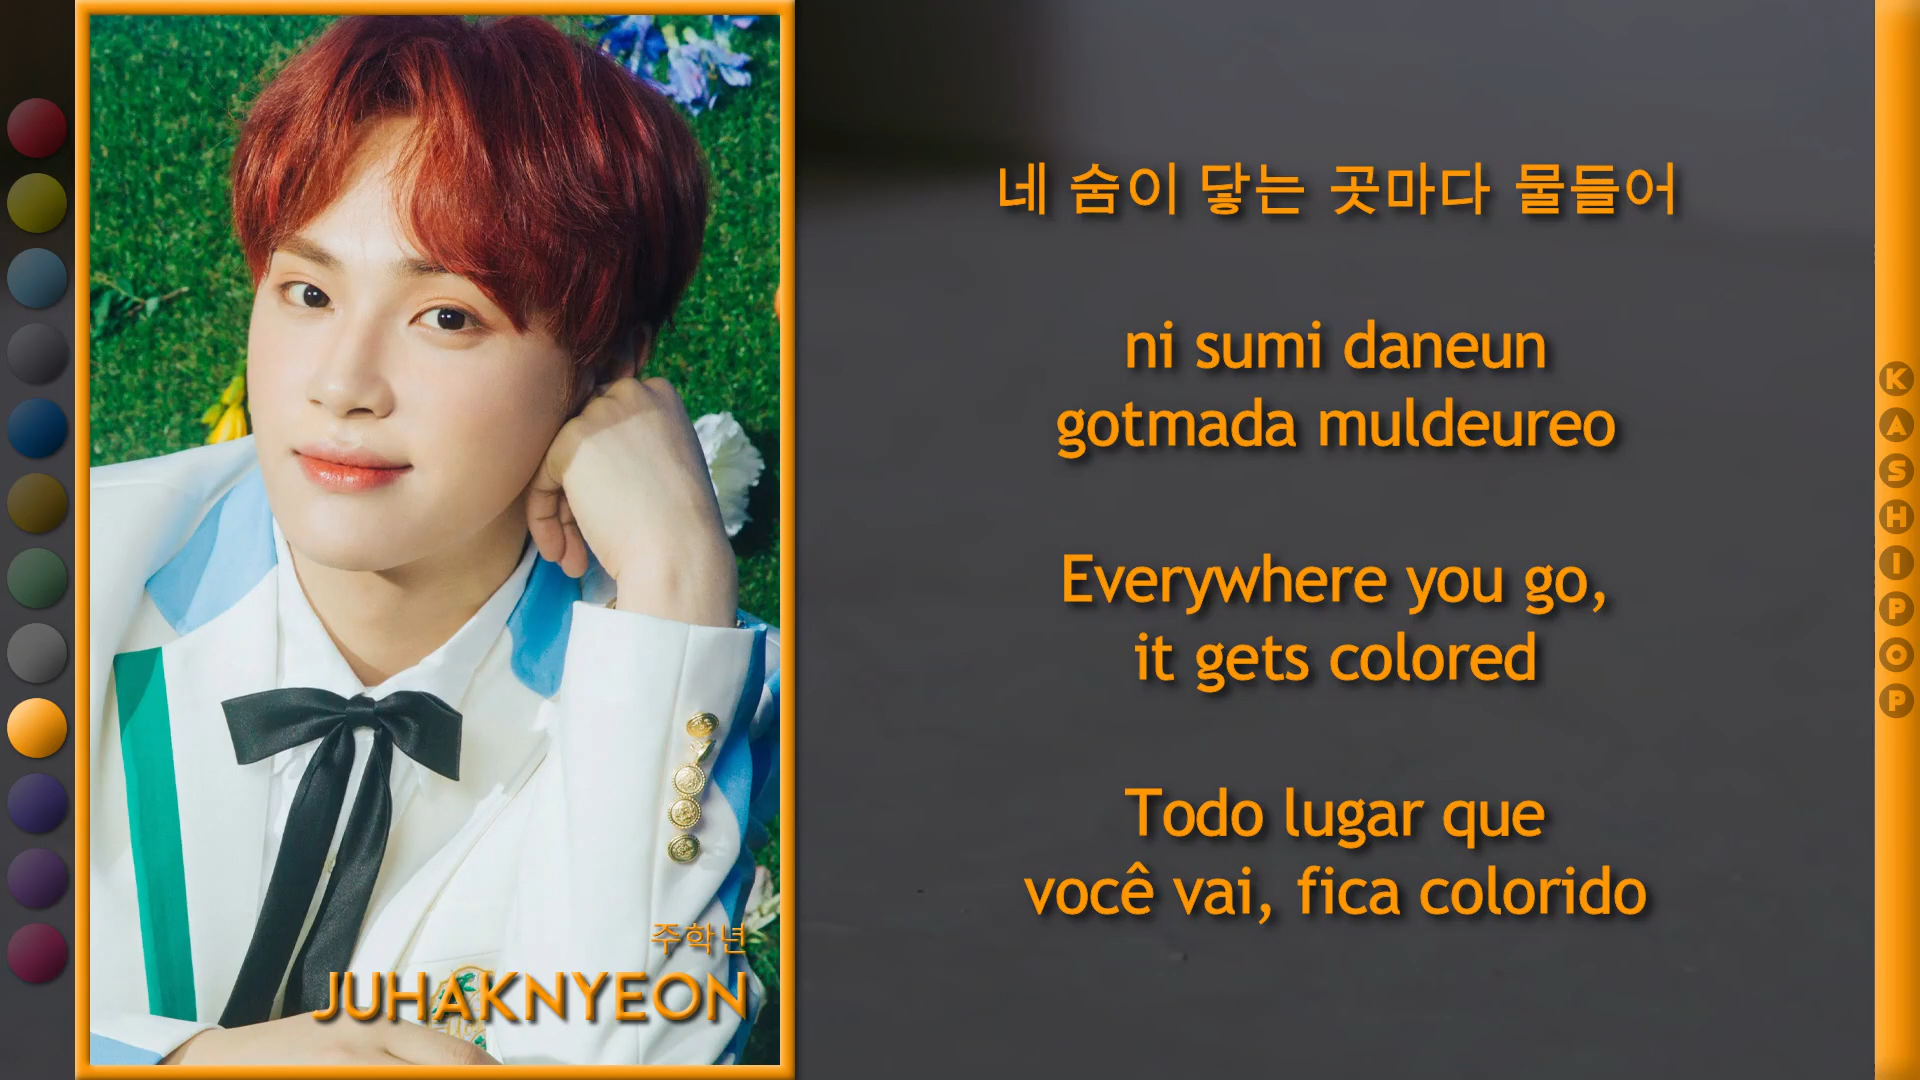 주학년
JUHAKNYEON
네 숨이 닿는 곳마다 물들어
ni sumi daneun
gotmada muldeureo
Everywhere you go,
it gets colored
Todo lugar que
você vai, fica colorido
KASHIPOP